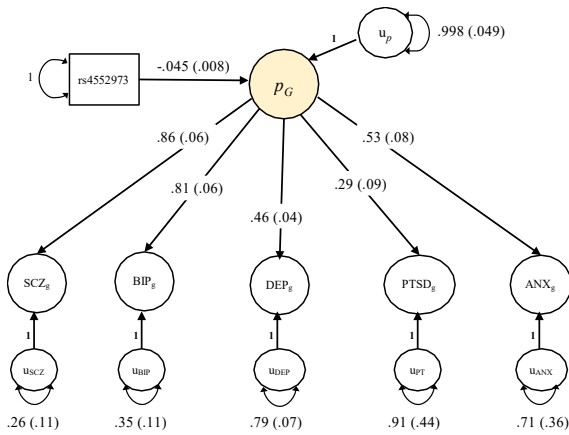 1
u_p
.998 (.049)
1
rs4552973
-.045 (.008)
p_G
.86 (.06)
.81 (.06)
.46 (.04)
.29 (.09)
.53 (.08)
SCZ_g
BIP_g
DEP_g
PTSD_g
ANX_g
1
1
1
1
1
u_SCZ
u_BIP
u_DEP
u_PT
u_ANX
.26 (.11)
.35 (.11)
.79 (.07)
.91 (.44)
.71 (.36)